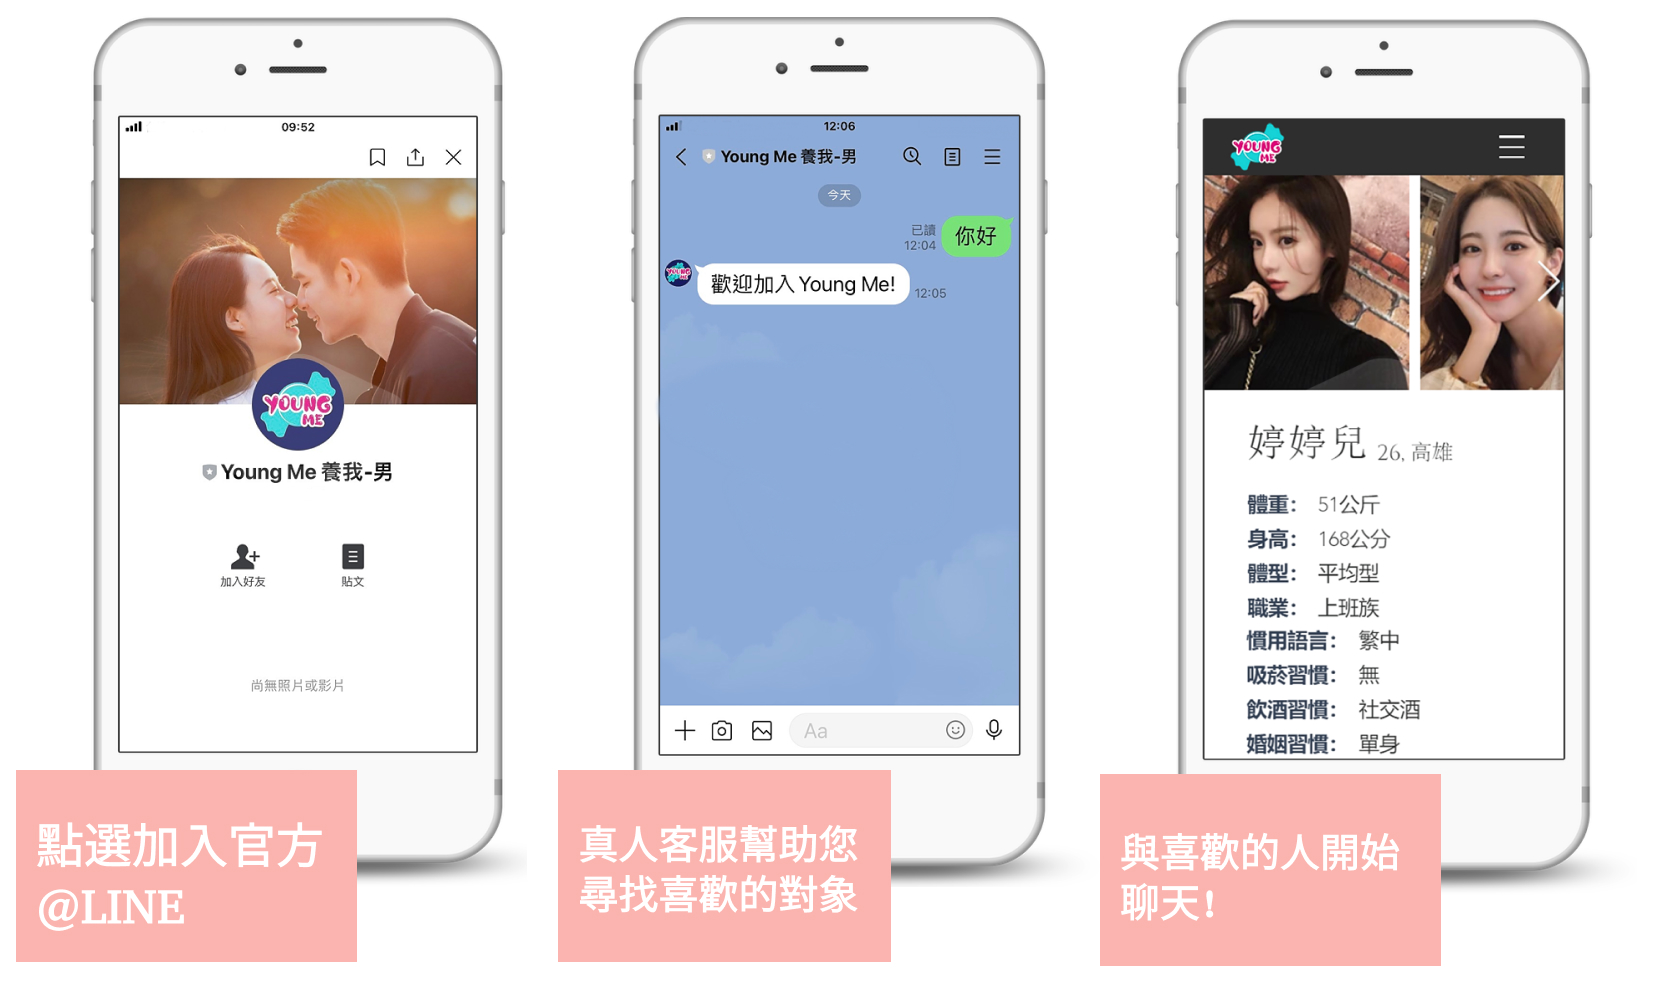 09:52
YOUNG
ME
Young Me 養我-男
加入好友
貼文
尚無照片或影片
點選加入官方
@LINE
12:06
Young Me 養我-男
今天
已讀
12:04
你好
YOUNG
ME
歡迎加入 Young Me!
12:05
Aa
真人客服幫助您
尋找喜歡的對象
YOUNG
ME
婷婷兒 26, 高雄
體重： 51公斤
身高： 168公分
體型： 平均型
職業： 上班族
慣用語言： 繁中
吸菸習慣： 無
飲酒習慣： 社交酒
婚姻習慣： 單身
與喜歡的人開始
聊天！